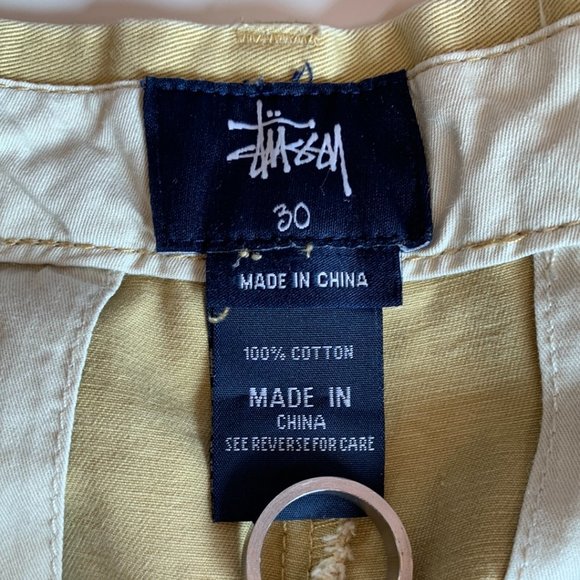 Stüssy
30
MADE IN CHINA
100% COTTON
MADE IN
CHINA
SEE REVERSE FOR CARE